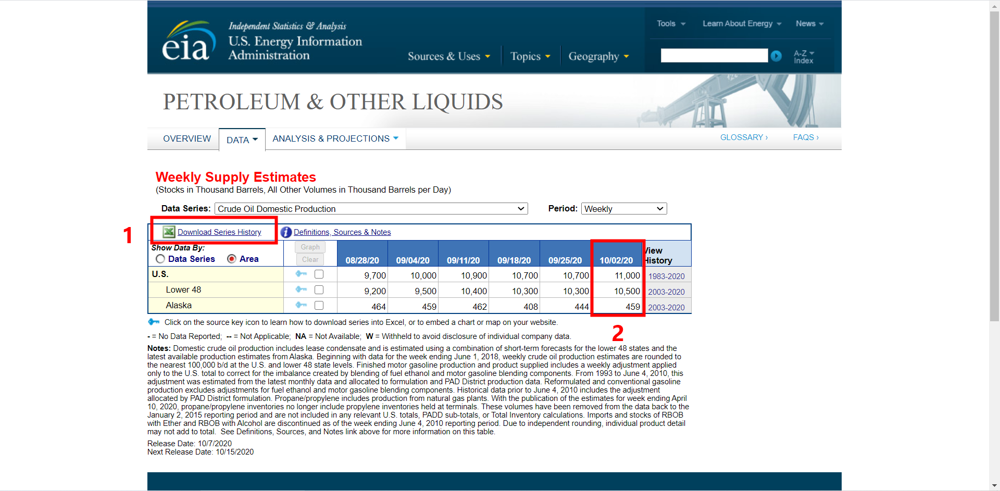 Independent Statistics & Analysis
U.S. Energy Information
Administration
eia
Sources & Uses
Topics
Geography
Tools
Learn About Energy
News
A-Z
Index
PETROLEUM & OTHER LIQUIDS
OVERVIEW
DATA
ANALYSIS & PROJECTIONS
GLOSSARY ›
FAQS ›
Weekly Supply Estimates
(Stocks in Thousand Barrels, All Other Volumes in Thousand Barrels per Day)
Data Series: Crude Oil Domestic Production Period: Weekly
1
Download Series History Definitions, Sources & Notes
Show Data By:
Data Series Area
Graph
Clear
08/28/20 09/04/20 09/11/20 09/18/20 09/25/20 10/02/20 View History
U.S. 9,700 10,000 10,900 10,700 10,700 11,000 1983-2020
Lower 48 9,200 9,500 10,400 10,300 10,300 10,500 2003-2020
Alaska 464 459 462 408 444 459 2003-2020
2
Click on the source key icon to learn how to download series into Excel, or to embed a chart or map on your website.
- = No Data Reported; -- = Not Applicable; NA = Not Available; W = Withheld to avoid disclosure of individual company data.
Notes: Domestic crude oil production includes lease condensate and is estimated using a combination of short-term forecasts for the lower 48 states and the
latest available production estimates from Alaska. Beginning with data for the week ending June 1, 2018, weekly crude oil production estimates are rounded to
the nearest 100,000 b/d at the U.S. and lower 48 state levels. Finished motor gasoline production and product supplied includes a weekly adjustment applied
only to the U.S. total to correct for the imbalance created by blending of fuel ethanol and motor gasoline blending components. From 1993 to June 4, 2010, this
adjustment was estimated from the latest monthly data and allocated to formulation and PAD District production data. Reformulated and conventional gasoline
production excludes adjustments for fuel ethanol and motor gasoline blending components. Historical data prior to June 4, 2010 includes the adjustment
allocated by PAD District formulation. Propane/propylene includes production from natural gas plants. With the publication of the estimates for week ending April
10, 2020, propane/propylene inventories no longer include propylene inventories held at terminals. These volumes have been removed from the data back to the
January 2, 2015 reporting period and are not included in any relevant U.S. totals, PADD sub-totals, or Total Inventory calculations. Imports and stocks of RBOB
with Ether and RBOB with Alcohol are discontinued as of the week ending June 4, 2010 reporting period. Due to independent rounding, individual product detail
may not add to total. See Definitions, Sources, and Notes link above for more information on this table.
Release Date: 10/7/2020
Next Release Date: 10/15/2020